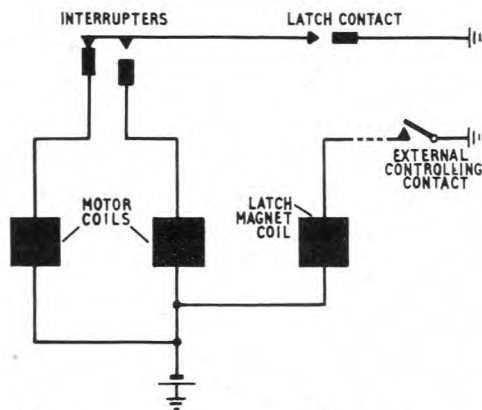 INTERRUPTERS
LATCH CONTACT
EXTERNAL
CONTROLLING
CONTACT
MOTOR
COILS
LATCH
MAGNET
COIL